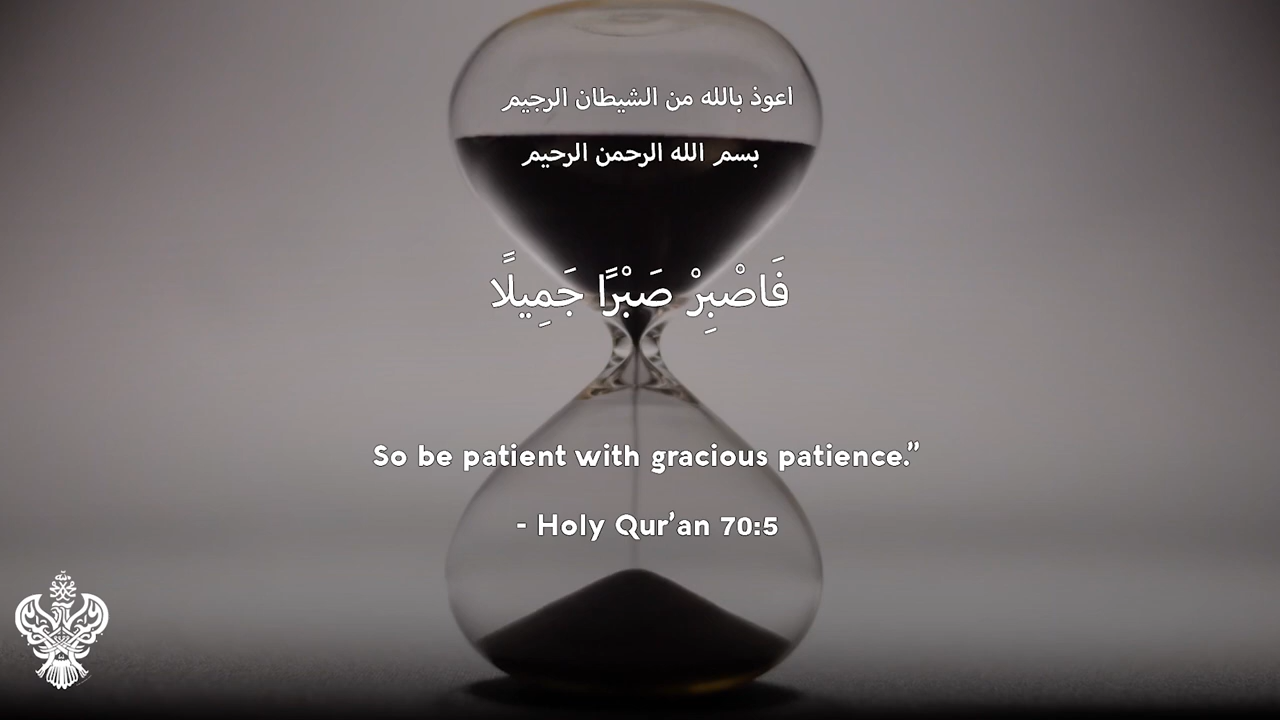 اعوذ بالله من الشيطان الرجيم
بسم الله الرحمن الرحيم
فَاصْبِرْ صَبْرًا جَمِيلًا
So be patient with gracious patience.”
- Holy Qur’an 70:5